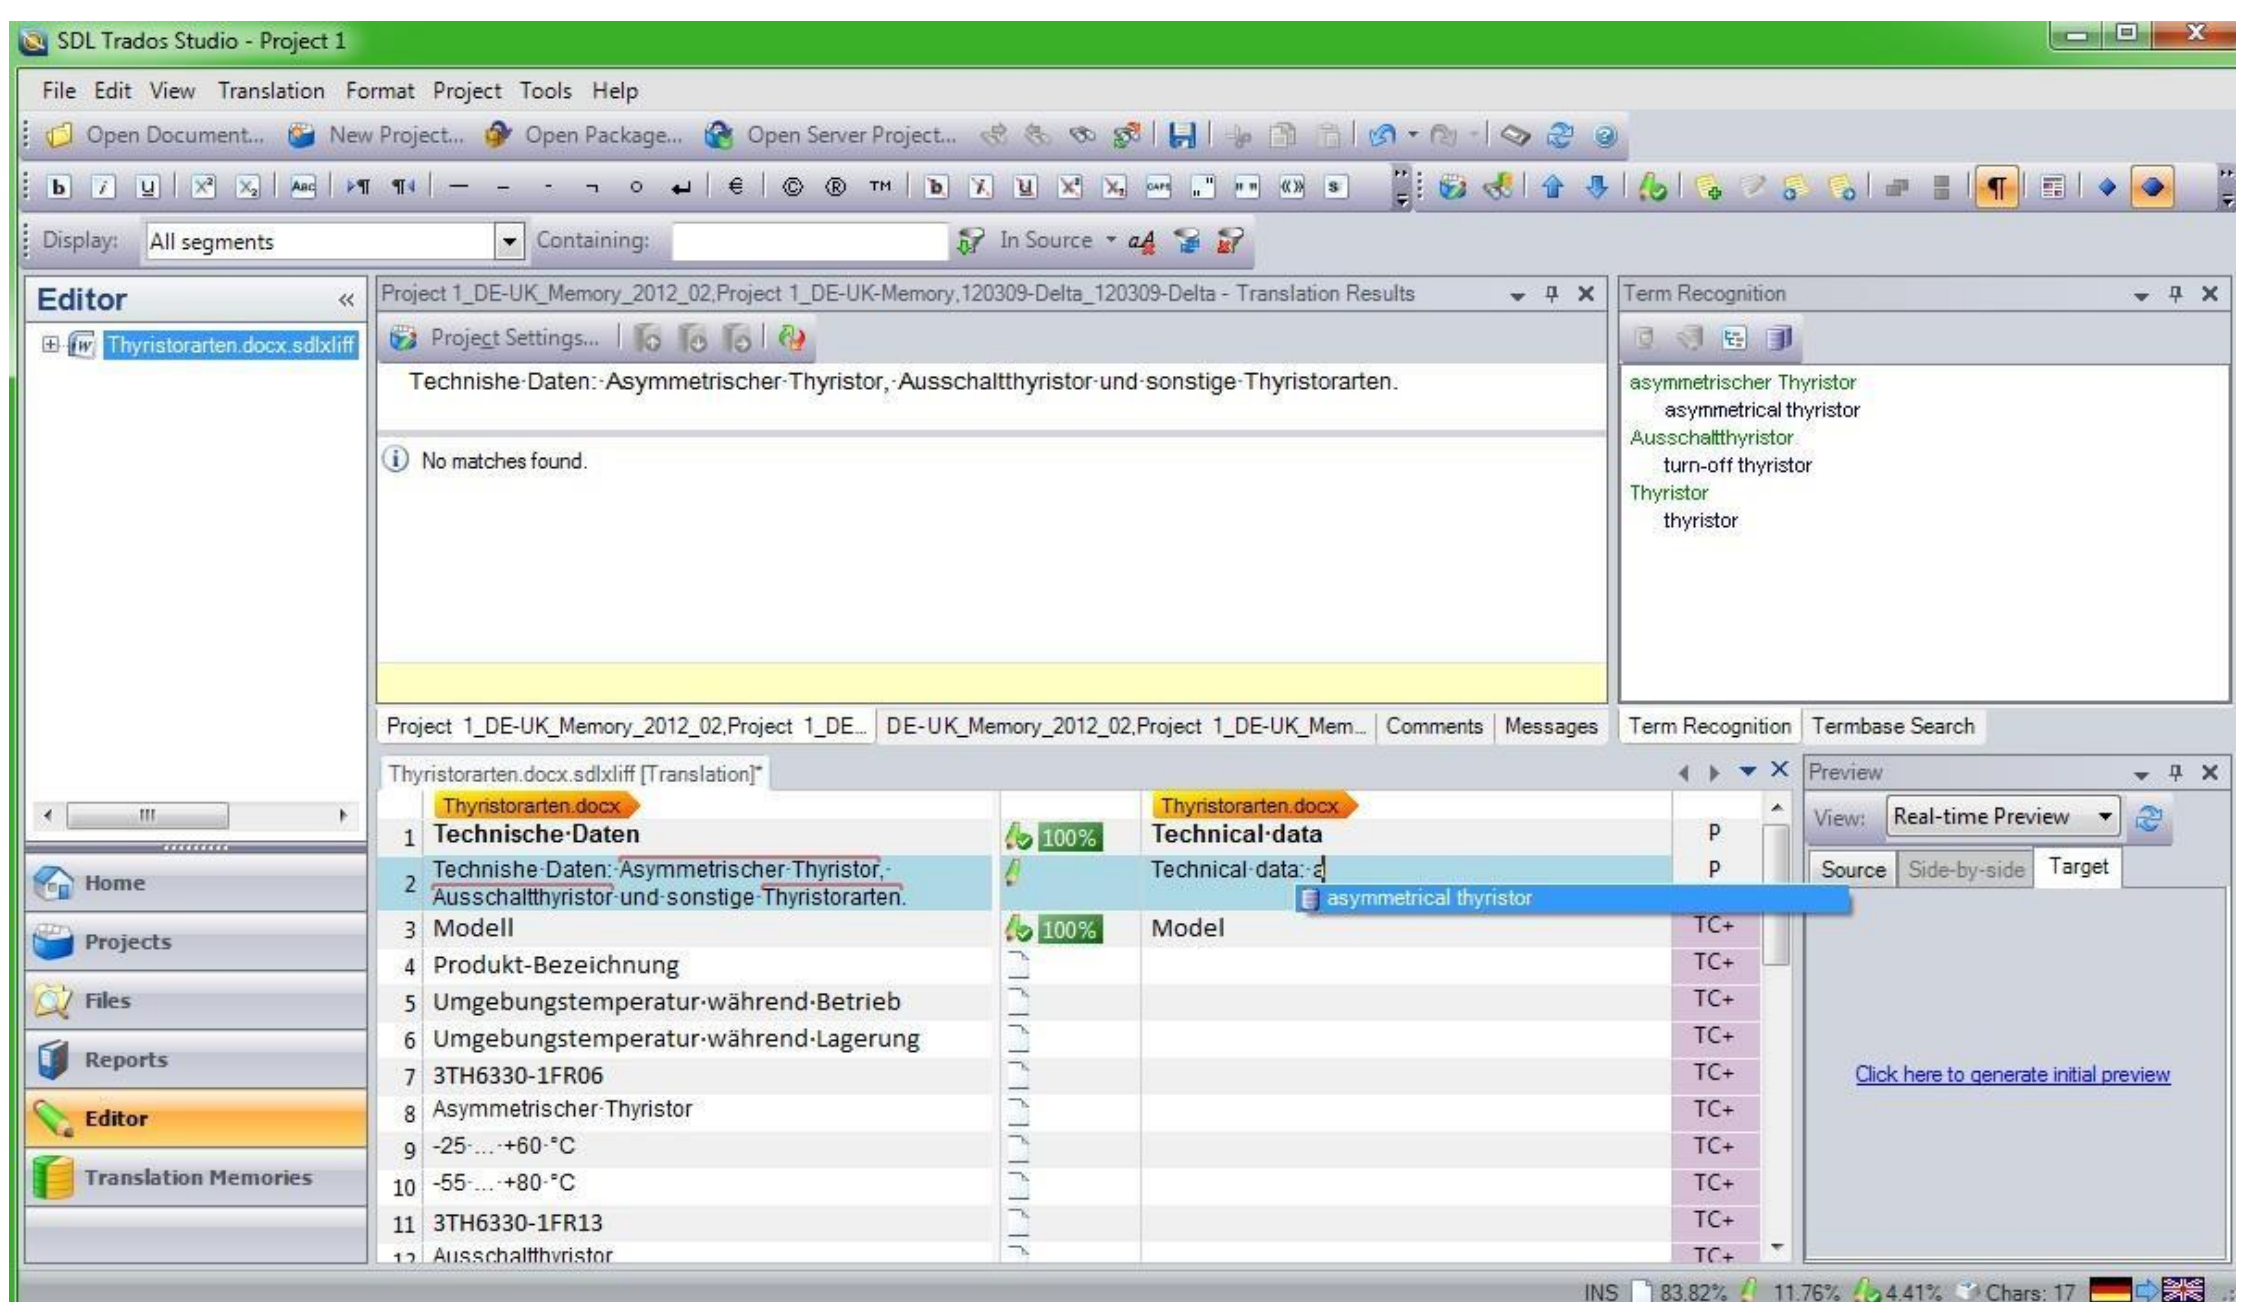 SDL Trados Studio - Project 1
File Edit View Translation Format Project Tools Help
Open Document... New Project... Open Package... Open Server Project...
Display: All segments Containing: In Source
Editor
Thyristorarten.docx.sdlxliff
Project 1_DE-UK_Memory_2012_02,Project 1_DE-UK-Memory,120309-Delta_120309-Delta - Translation Results
Project Settings...
Technishe·Daten:·Asymmetrischer·Thyristor,·Ausschaltthyristor·und·sonstige·Thyristorarten.
No matches found.
Project 1_DE-UK_Memory_2012_02,Project 1_DE... DE-UK_Memory_2012_02,Project 1_DE-UK_Mem... Comments Messages
Term Recognition
asymmetrischer Thyristor
asymmetrical thyristor
Ausschaltthyristor
turn-off thyristor
Thyristor
thyristor
Term Recognition Termbase Search
Thyristorarten.docx.sdlxliff [Translation]*
Thyristorarten.docx Thyristorarten.docx
1 Technische·Daten 100% Technical·data P
2 Technishe·Daten:·Asymmetrischer·Thyristor,· Technical·data:·a P
Ausschaltthyristor·und·sonstige·Thyristorarten.
asymmetrical thyristor
3 Modell 100% Model TC+
4 Produkt-Bezeichnung TC+
5 Umgebungstemperatur·während·Betrieb TC+
6 Umgebungstemperatur·während·Lagerung TC+
7 3TH6330-1FR06 TC+
8 Asymmetrischer·Thyristor TC+
9 -25·...·+60·°C TC+
10 -55·...·+80·°C TC+
11 3TH6330-1FR13 TC+
12 Ausschaltthyristor TC+
Preview
View: Real-time Preview
Source Side-by-side Target
Click here to generate initial preview
Home
Projects
Files
Reports
Editor
Translation Memories
INS 83.82% 11.76% 4.41% Chars: 17